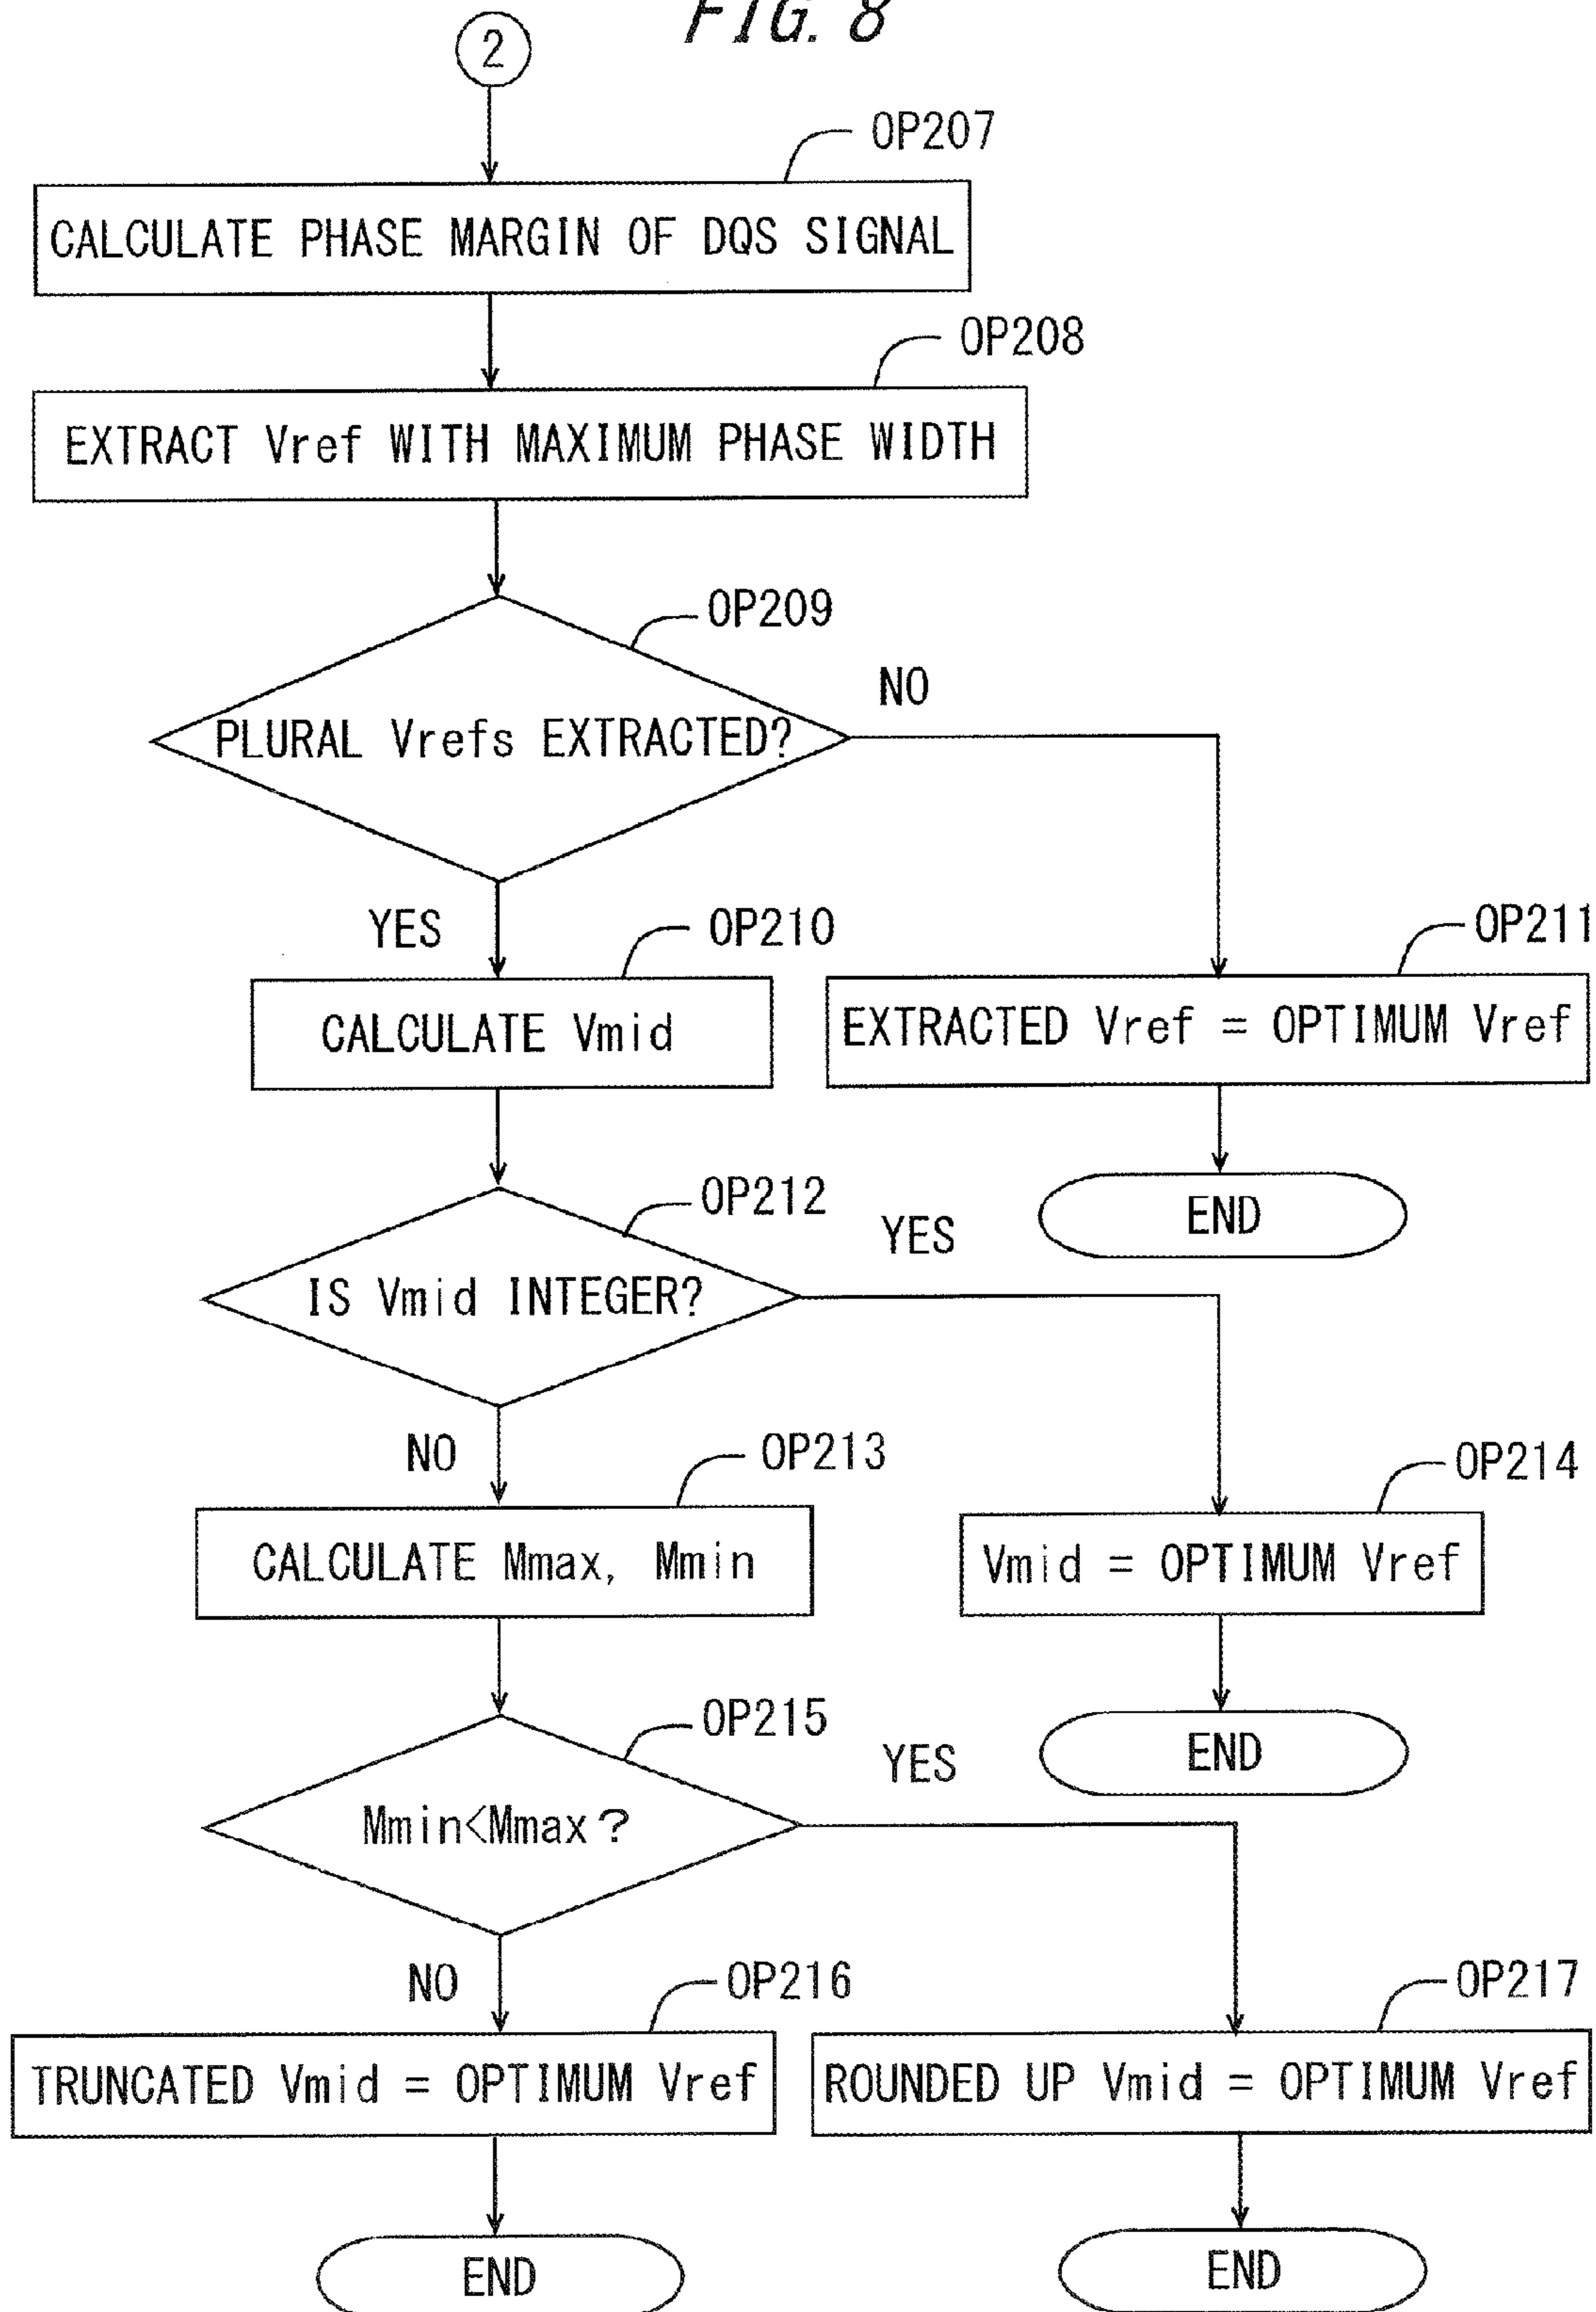 FIG. 8
2
OP207
CALCULATE PHASE MARGIN OF DQS SIGNAL
OP208
EXTRACT Vref WITH MAXIMUM PHASE WIDTH
OP209
NO
PLURAL Vrefs EXTRACTED?
YES
OP210
OP211
CALCULATE Vmid
EXTRACTED Vref = OPTIMUM Vref
OP212
YES
END
IS Vmid INTEGER?
NO
OP213
OP214
CALCULATE Mmax, Mmin
Vmid = OPTIMUM Vref
OP215
YES
END
Mmin<Mmax?
NO
OP216
OP217
TRUNCATED Vmid = OPTIMUM Vref
ROUNDED UP Vmid = OPTIMUM Vref
END
END